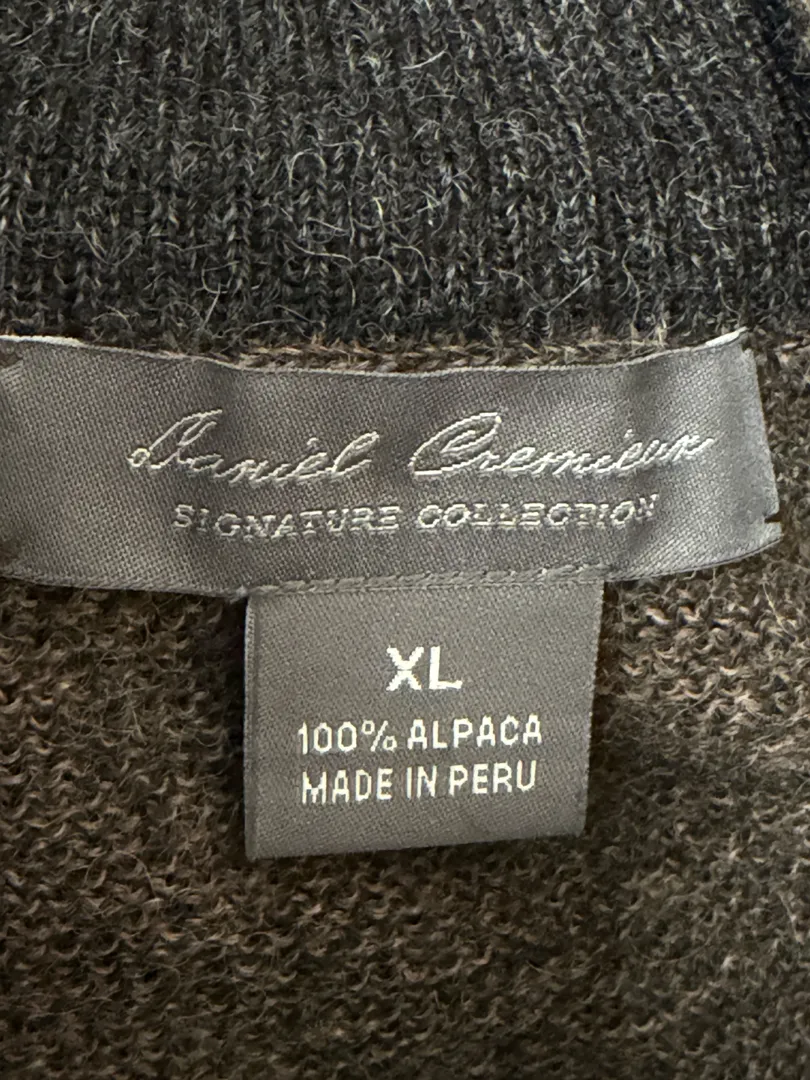 Daniel Cremieux
SIGNATURE COLLECTION
XL
100% ALPACA
MADE IN PERU